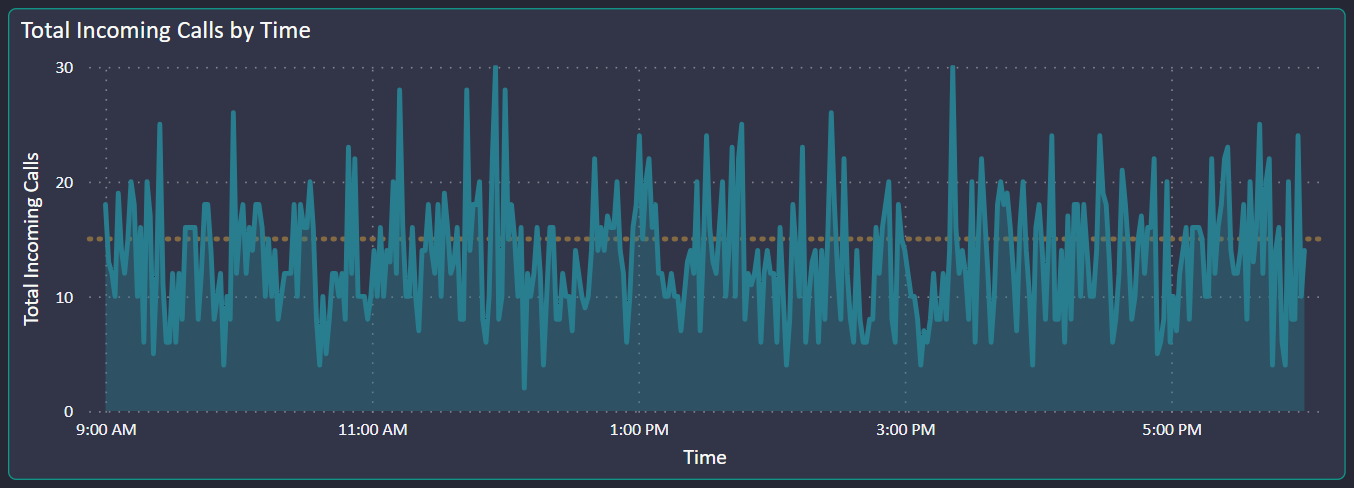 Total Incoming Calls by Time
30
20
10
0
Total Incoming Calls
9:00 AM 11:00 AM 1:00 PM 3:00 PM 5:00 PM
Time